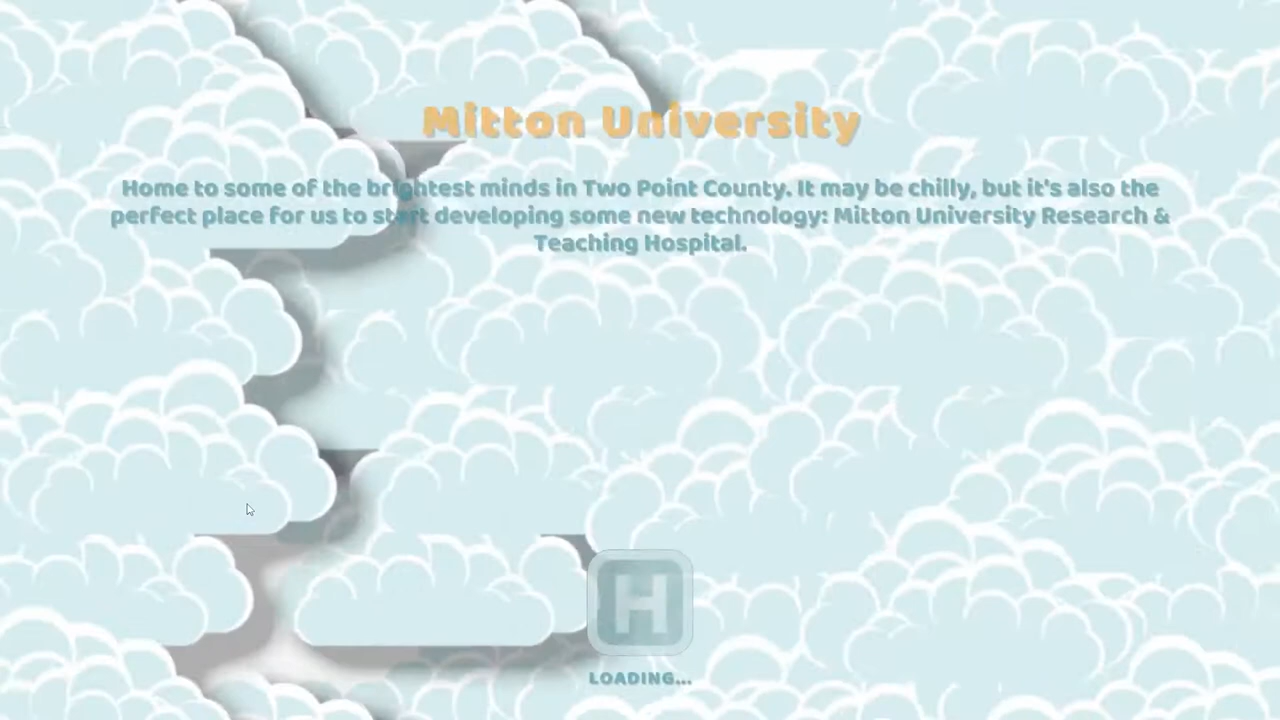 Mitton University
Home to some of the brightest minds in Two Point County. It may be chilly, but it's also the
perfect place for us to start developing some new technology: Mitton University Research &
Teaching Hospital.
H
LOADING...